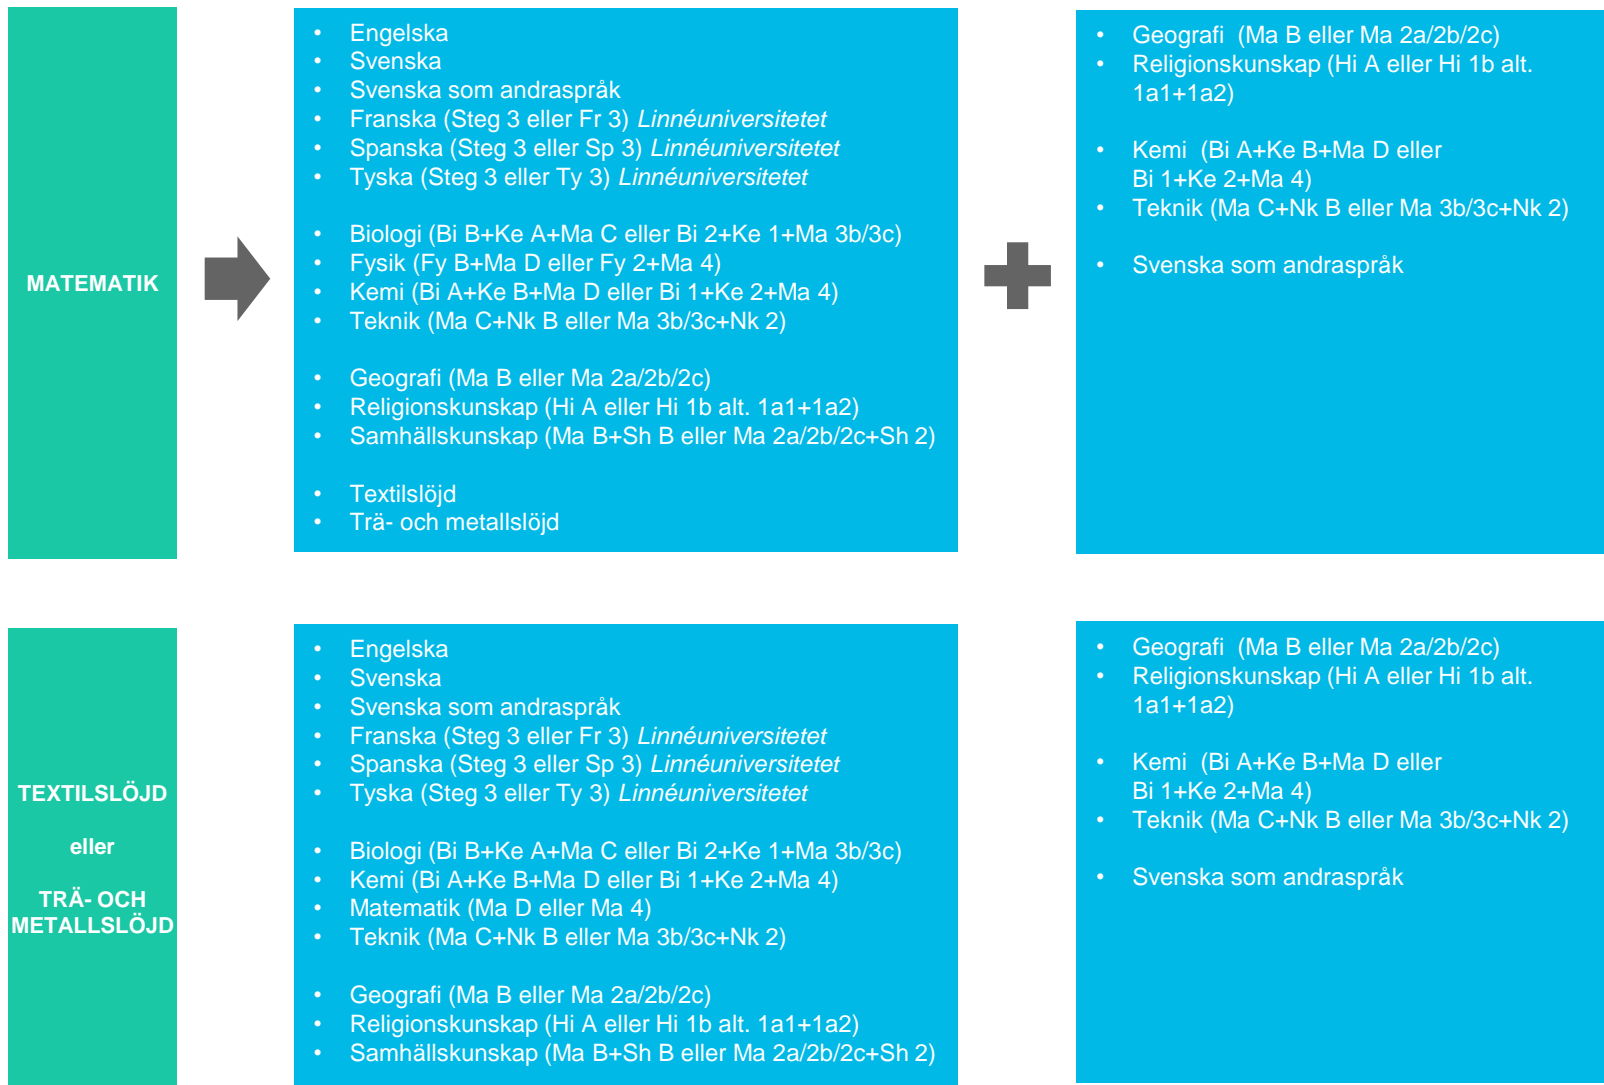 MATEMATIK
• Engelska
• Svenska
• Svenska som andraspråk
• Franska (Steg 3 eller Fr 3) Linnéuniversitetet
• Spanska (Steg 3 eller Sp 3) Linnéuniversitetet
• Tyska (Steg 3 eller Ty 3) Linnéuniversitetet
• Biologi (Bi B+Ke A+Ma C eller Bi 2+Ke 1+Ma 3b/3c)
• Fysik (Fy B+Ma D eller Fy 2+Ma 4)
• Kemi (Bi A+Ke B+Ma D eller Bi 1+Ke 2+Ma 4)
• Teknik (Ma C+Nk B eller Ma 3b/3c+Nk 2)
• Geografi (Ma B eller Ma 2a/2b/2c)
• Religionskunskap (Hi A eller Hi 1b alt. 1a1+1a2)
• Samhällskunskap (Ma B+Sh B eller Ma 2a/2b/2c+Sh 2)
• Textilslöjd
• Trä- och metallslöjd
• Geografi (Ma B eller Ma 2a/2b/2c)
• Religionskunskap (Hi A eller Hi 1b alt.
1a1+1a2)
• Kemi (Bi A+Ke B+Ma D eller
Bi 1+Ke 2+Ma 4)
• Teknik (Ma C+Nk B eller Ma 3b/3c+Nk 2)
• Svenska som andraspråk
TEXTILSLÖJD
eller
TRÄ- OCH
METALLSLÖJD
• Engelska
• Svenska
• Svenska som andraspråk
• Franska (Steg 3 eller Fr 3) Linnéuniversitetet
• Spanska (Steg 3 eller Sp 3) Linnéuniversitetet
• Tyska (Steg 3 eller Ty 3) Linnéuniversitetet
• Biologi (Bi B+Ke A+Ma C eller Bi 2+Ke 1+Ma 3b/3c)
• Kemi (Bi A+Ke B+Ma D eller Bi 1+Ke 2+Ma 4)
• Matematik (Ma D eller Ma 4)
• Teknik (Ma C+Nk B eller Ma 3b/3c+Nk 2)
• Geografi (Ma B eller Ma 2a/2b/2c)
• Religionskunskap (Hi A eller Hi 1b alt. 1a1+1a2)
• Samhällskunskap (Ma B+Sh B eller Ma 2a/2b/2c+Sh 2)
• Geografi (Ma B eller Ma 2a/2b/2c)
• Religionskunskap (Hi A eller Hi 1b alt.
1a1+1a2)
• Kemi (Bi A+Ke B+Ma D eller
Bi 1+Ke 2+Ma 4)
• Teknik (Ma C+Nk B eller Ma 3b/3c+Nk 2)
• Svenska som andraspråk